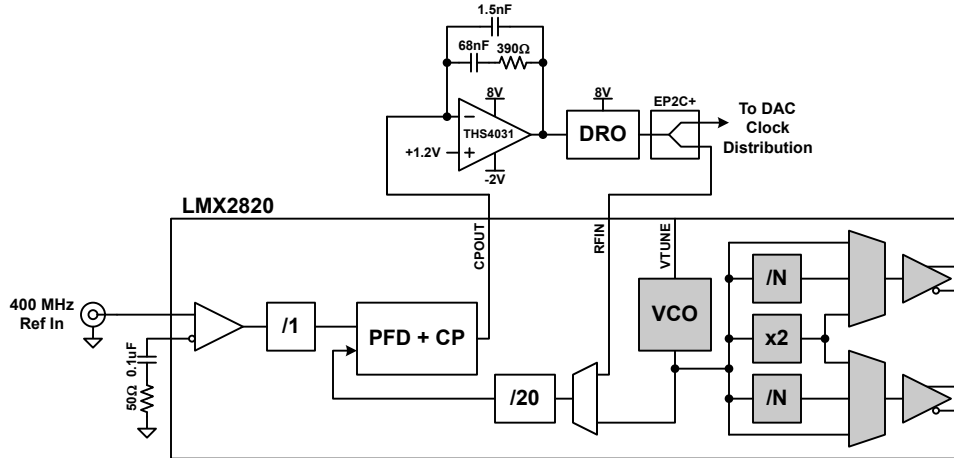 1.5nF
68nF
390Ω
8V
8V
EP2C+
−
THS4031
+
+1.2V
-2V
DRO
To DAC
Clock
Distribution
LMX2820
CPOUT
RFIN
VTUNE
400 MHz
Ref In
50Ω 0.1uF
/1
PFD + CP
/20
VCO
/N
x2
/N